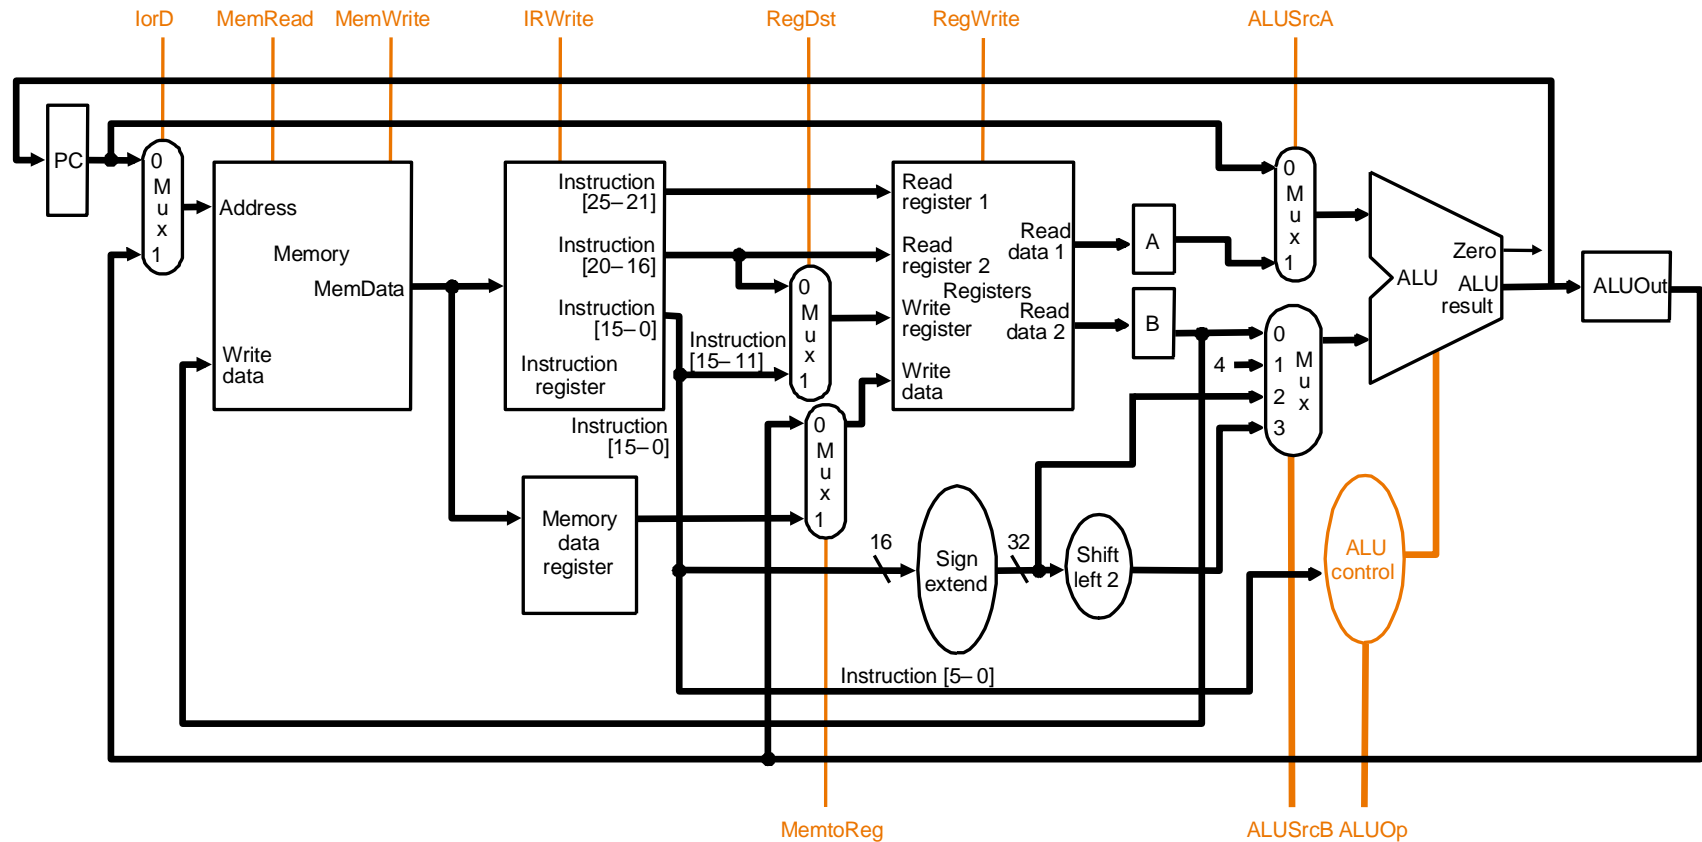 IorD MemRead MemWrite IRWrite RegDst RegWrite ALUSrcA
PC
0
M
u
x
1
Address
Memory
MemData
Write
data
Instruction
[25–21]
Instruction
[20–16]
Instruction
[15–0]
Instruction
register
Instruction
[15–11]
Instruction
[15–0]
0
M
u
x
1
0
M
u
x
1
Memory
data
register
Read
register 1
Read
register 2
Registers
Write
register
Write
data
Read
data 1
Read
data 2
A
B
4
0
M
u
x
1
0
1
2
3
M
u
x
Zero
ALU
ALU
result
ALUOut
16
Sign
extend
32
Shift
left 2
ALU
control
Instruction [5–0]
MemtoReg ALUSrcB ALUOp